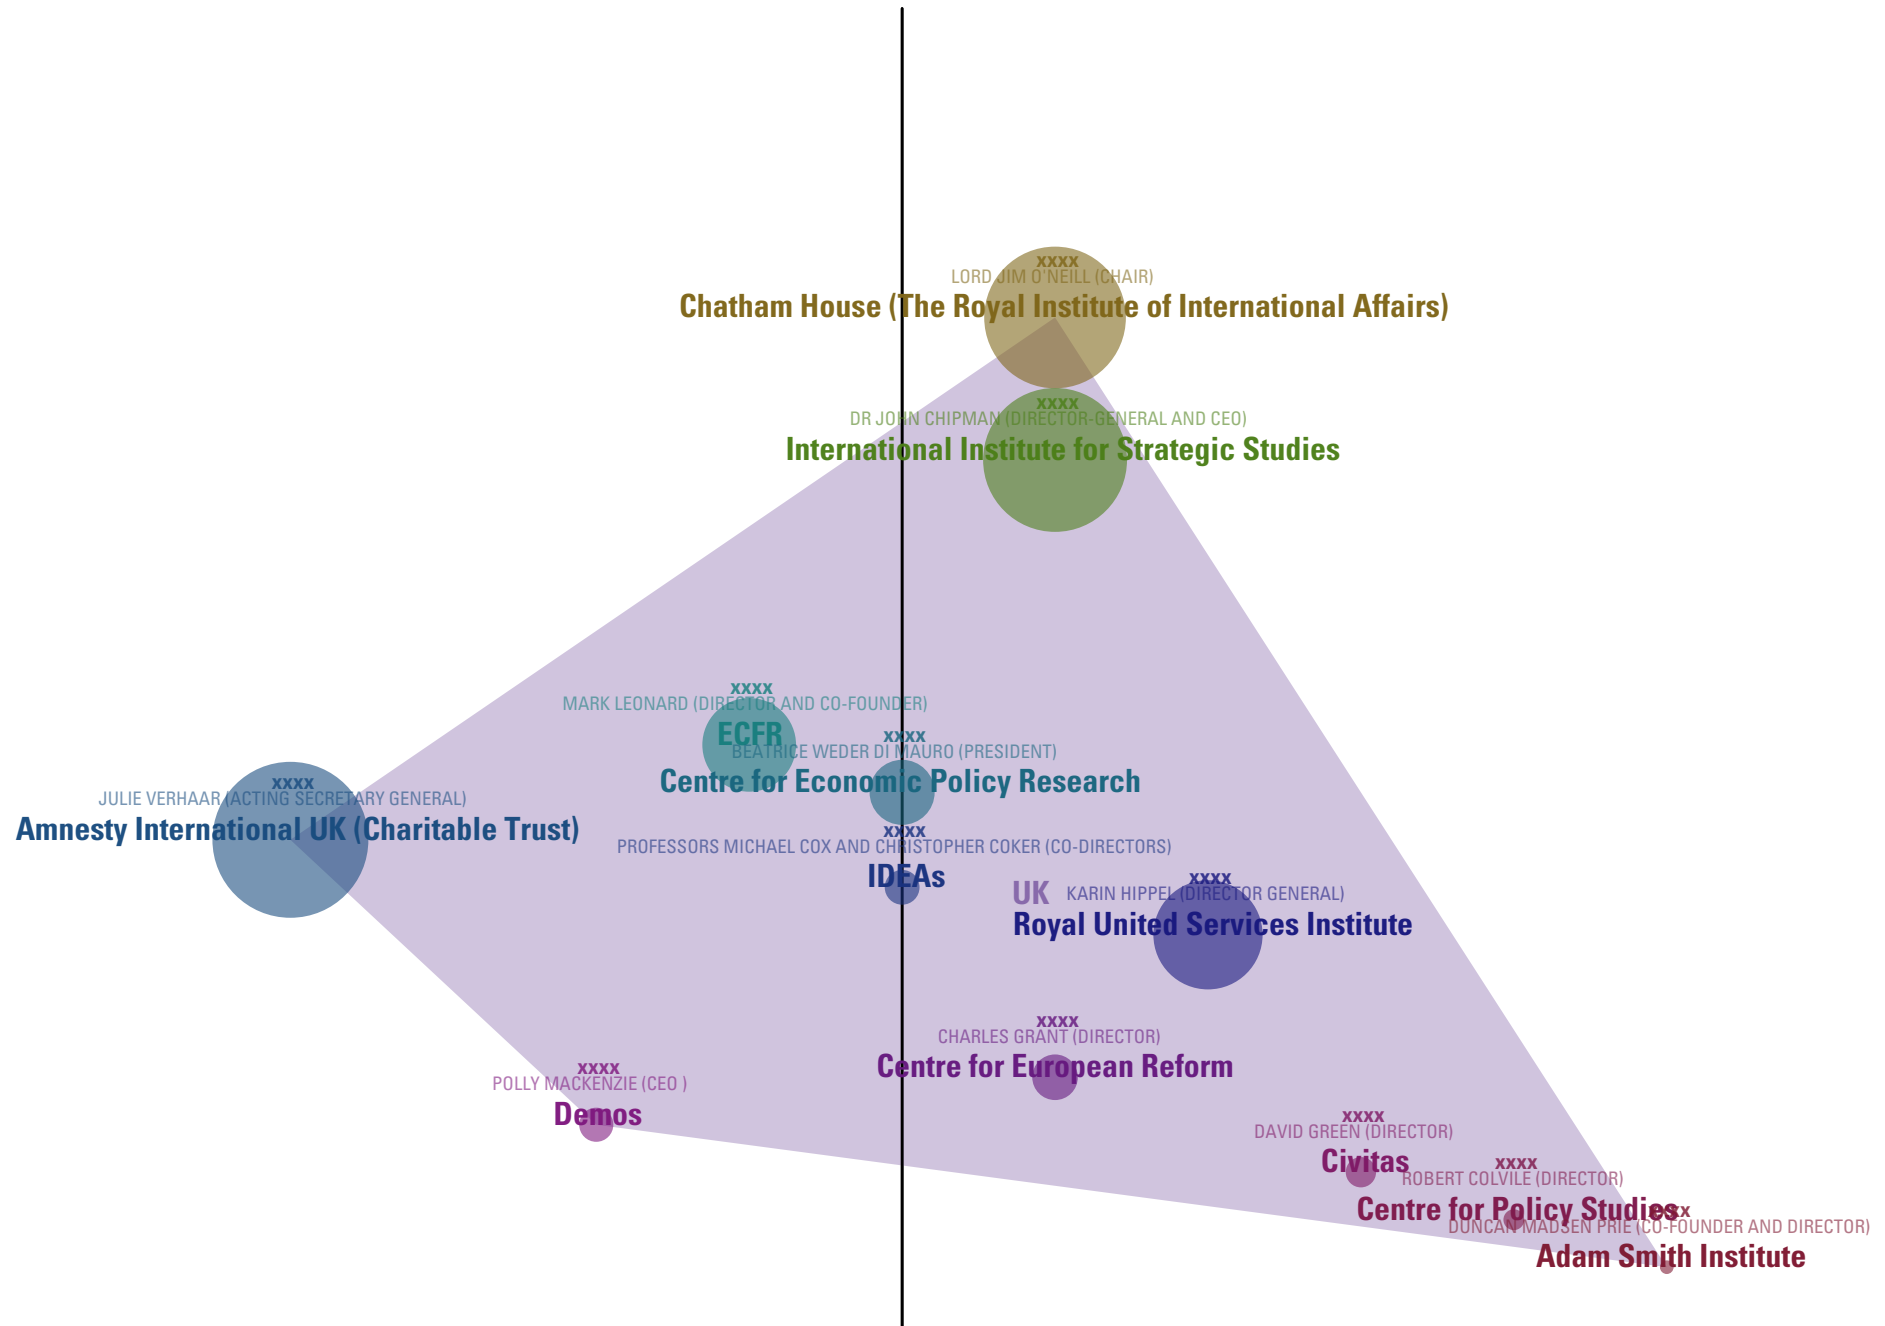 xxxx
LORD JIM O'NEILL (CHAIR)
Chatham House (The Royal Institute of International Affairs)
xxxx
DR JOHN CHIPMAN (DIRECTOR-GENERAL AND CEO)
International Institute for Strategic Studies
xxxx
MARK LEONARD (DIRECTOR AND CO-FOUNDER)
ECFR
xxxx
BEATRICE WEDER DI MAURO (PRESIDENT)
Centre for Economic Policy Research
xxxx
JULIE VERHAAR (ACTING SECRETARY GENERAL)
Amnesty International UK (Charitable Trust)
xxxx
PROFESSORS MICHAEL COX AND CHRISTOPHER COKER (CO-DIRECTORS)
IDEAs
UK
xxxx
KARIN HIPPEL (DIRECTOR GENERAL)
Royal United Services Institute
xxxx
CHARLES GRANT (DIRECTOR)
Centre for European Reform
xxxx
POLLY MACKENZIE (CEO )
Demos
xxxx
DAVID GREEN (DIRECTOR)
Civitas
xxxx
ROBERT COLVILE (DIRECTOR)
Centre for Policy Studies
xxxx
DUNCAN MADSEN PRIE (CO-FOUNDER AND DIRECTOR)
Adam Smith Institute